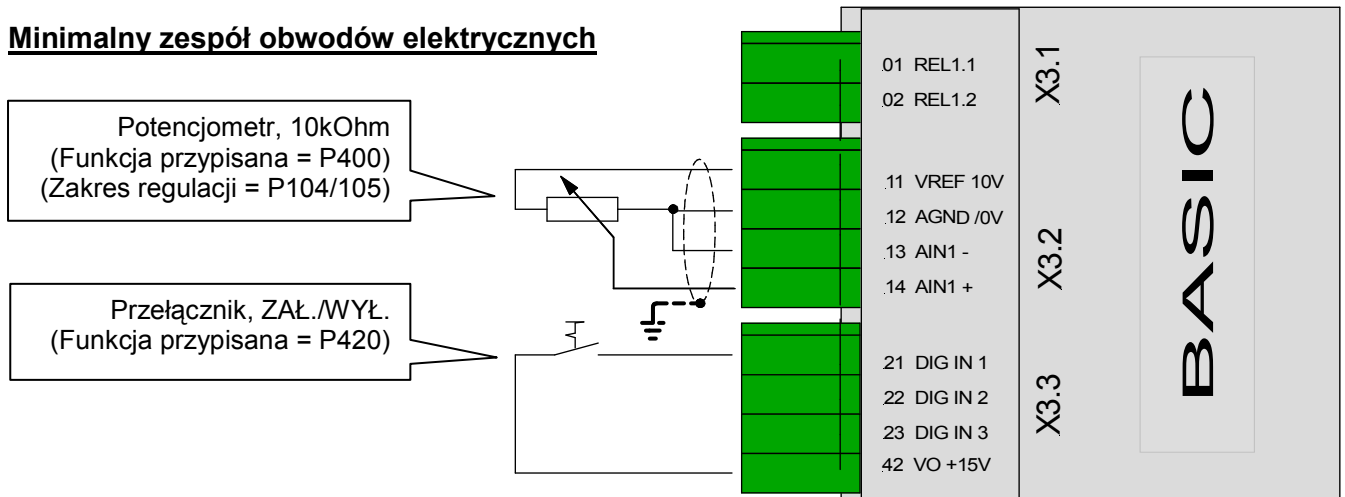 Minimalny zespół obwodów elektrycznych
Potencjometr, 10kOhm
(Funkcja przypisana = P400)
(Zakres regulacji = P104/105)
Przełącznik, ZAŁ./WYŁ.
(Funkcja przypisana = P420)
01 REL1.1
02 REL1.2
X3.1
11 VREF 10V
12 AGND /0V
13 AIN1 -
14 AIN1 +
X3.2
21 DIG IN 1
22 DIG IN 2
23 DIG IN 3
42 VO +15V
X3.3
BASIC